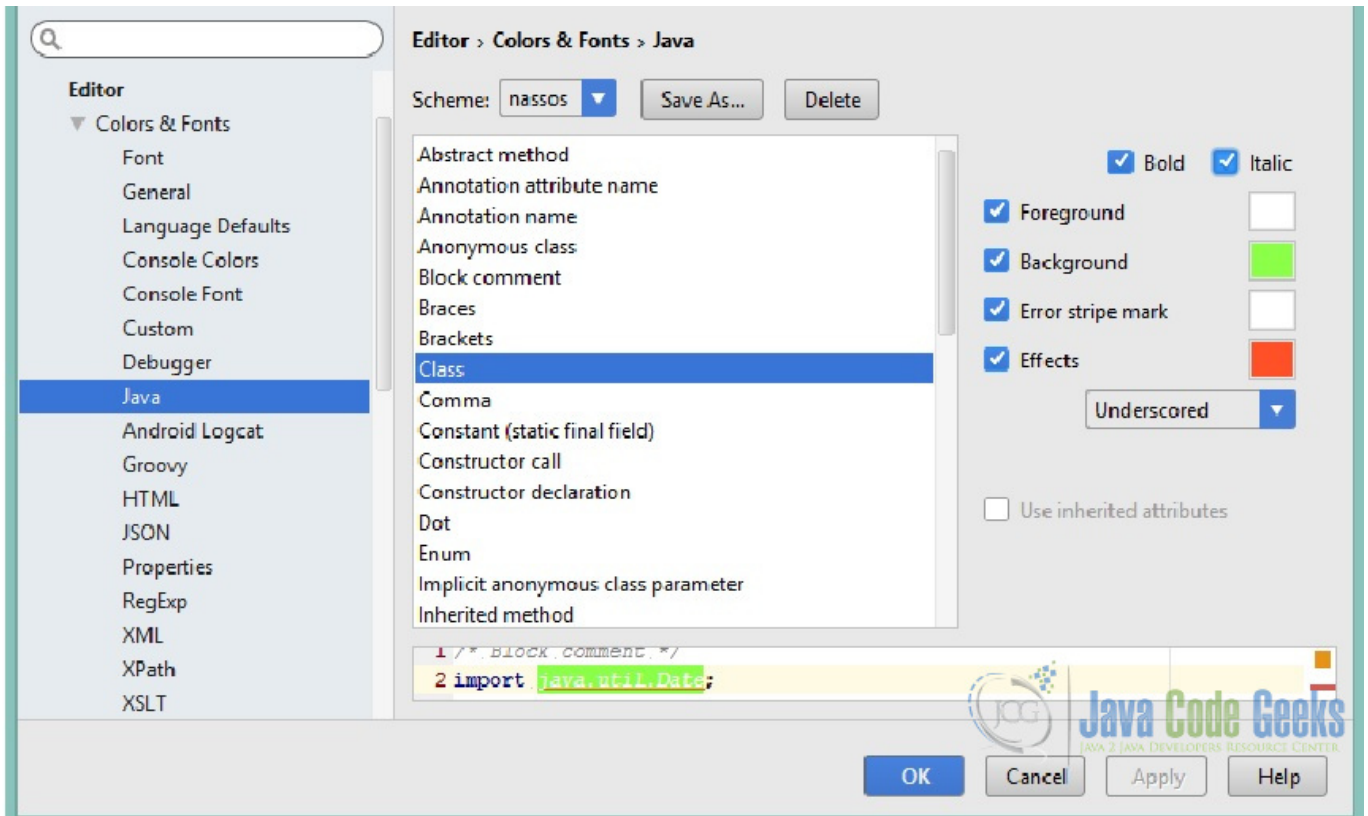 Editor
Colors & Fonts
Font
General
Language Defaults
Console Colors
Console Font
Custom
Debugger
Java
Android Logcat
Groovy
HTML
JSON
Properties
RegExp
XML
XPath
XSLT
Editor › Colors & Fonts › Java
Scheme: nassos Save As... Delete
Abstract method
Annotation attribute name
Annotation name
Anonymous class
Block comment
Braces
Brackets
Class
Comma
Constant (static final field)
Constructor call
Constructor declaration
Dot
Enum
Implicit anonymous class parameter
Inherited method
Bold Italic
Foreground
Background
Error stripe mark
Effects
Underscored
Use inherited attributes
1 /* Block comment */
2 import java.util.Date;
JCG Java Code Geeks
JAVA 2 JAVA DEVELOPERS RESOURCE CENTER
OK Cancel Apply Help